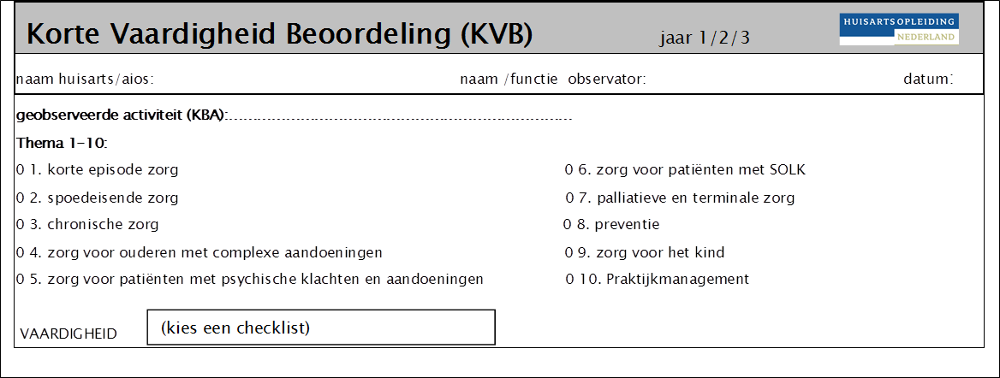 Korte Vaardigheid Beoordeling (KVB) jaar 1/2/3
HUISARTSOPLEIDING
NEDERLAND
naam huisarts/aios: naam /functie observator: datum:
geobserveerde activiteit (KBA):..........................................................................
Thema 1-10:
0 1. korte episode zorg 0 6. zorg voor patiënten met SOLK
0 2. spoedeisende zorg 0 7. palliatieve en terminale zorg
0 3. chronische zorg 0 8. preventie
0 4. zorg voor ouderen met complexe aandoeningen 0 9. zorg voor het kind
0 5. zorg voor patiënten met psychische klachten en aandoeningen 0 10. Praktijkmanagement
VAARDIGHEID (kies een checklist)